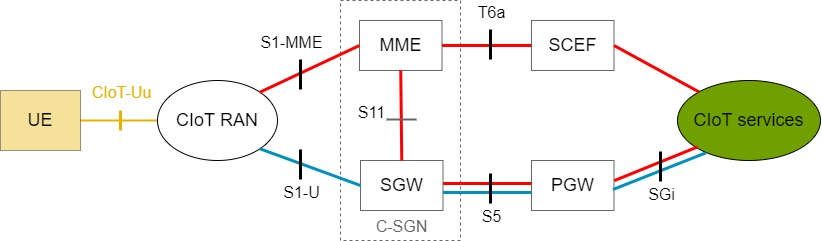 T6a
S1-MME
MME
SCEF
CIoT-Uu
UE
CIoT RAN
S11
CIoT services
SGW
PGW
S1-U
S5
SGi
C-SGN